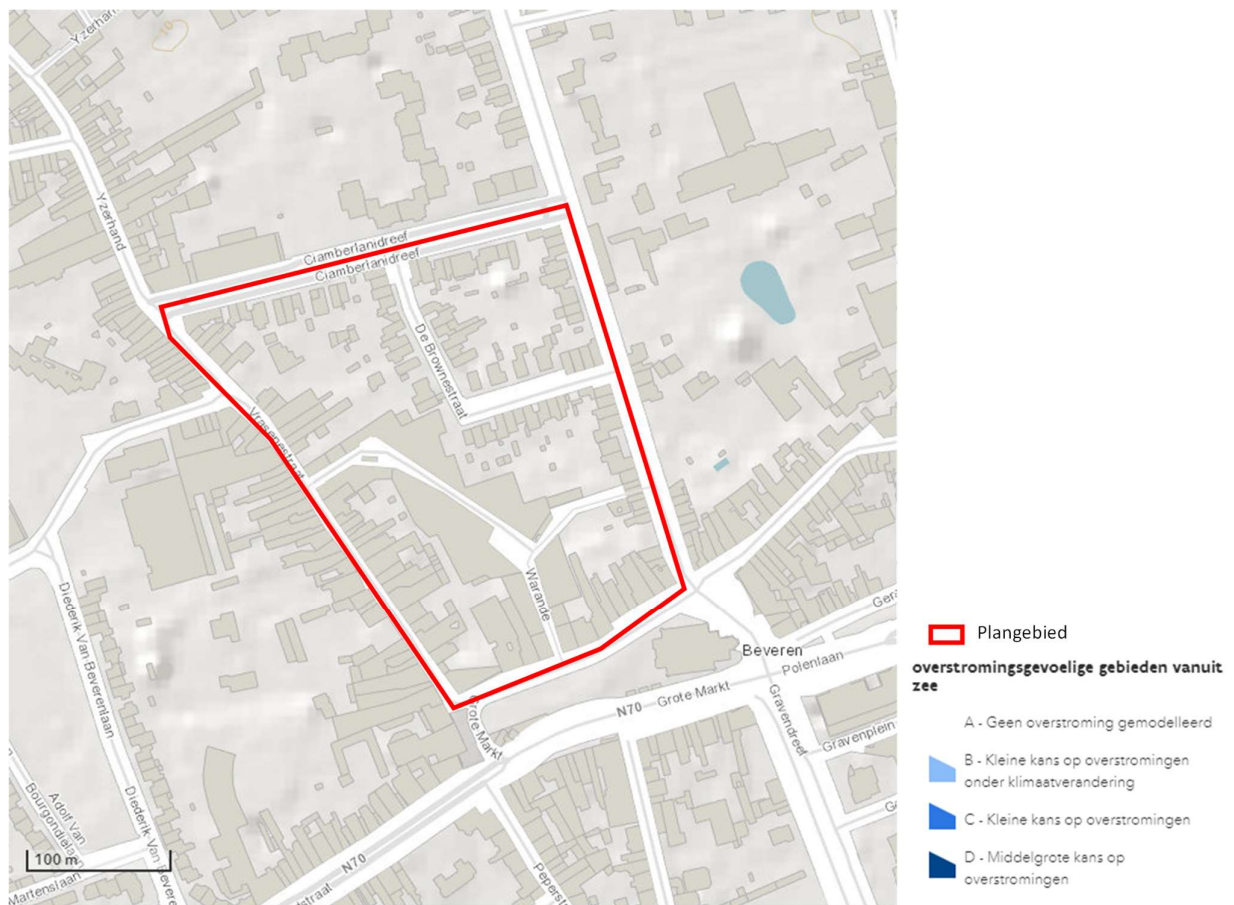 Yzerhand
Yzerhand
Ciamberlanidreef
Ciamberlanidreef
De Brownestraat
Vrasenestraat
Warande
Beveren
Polenlaan
Grote Markt
N70
Grote Markt
Gravendreef
Gravenplein
Diederik Van Beverenlaan
Diederik Van Beveren
Adolf Van
Bourgondiëlaan
Martenslaan
N70
100 m
Plangebied
overstromingsgevoelige gebieden vanuit
zee
A - Geen overstroming gemodelleerd
B - Kleine kans op overstromingen
onder klimaatverandering
C - Kleine kans op overstromingen
D - Middelgrote kans op
overstromingen